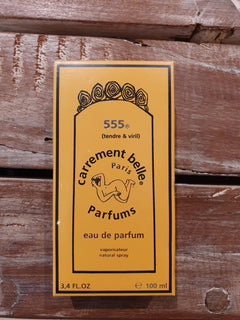 555®
(tendre & viril)
carrement belle®
Paris
Parfums
eau de parfum
vaporisateur
natural spray
3,4 FL.OZ ℮ 100 ml